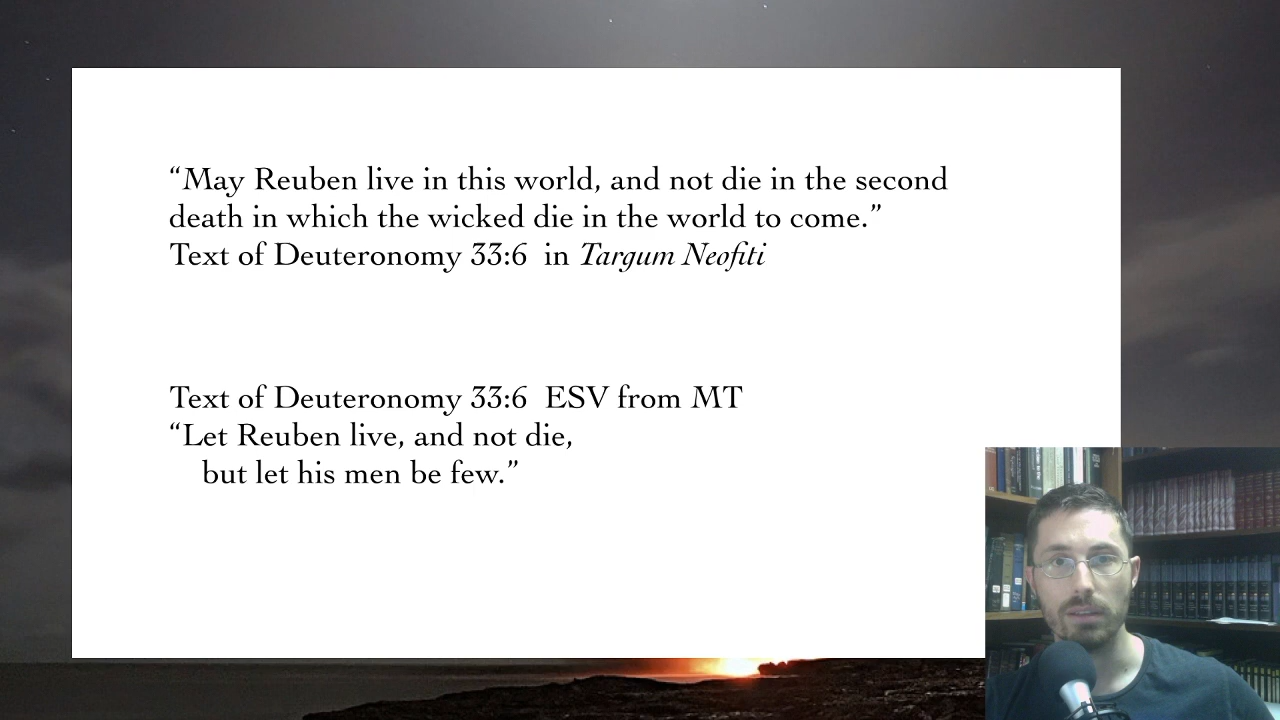 “May Reuben live in this world, and not die in the second
death in which the wicked die in the world to come.”
Text of Deuteronomy 33:6 in Targum Neofiti
Text of Deuteronomy 33:6 ESV from MT
“Let Reuben live, and not die,
but let his men be few.”